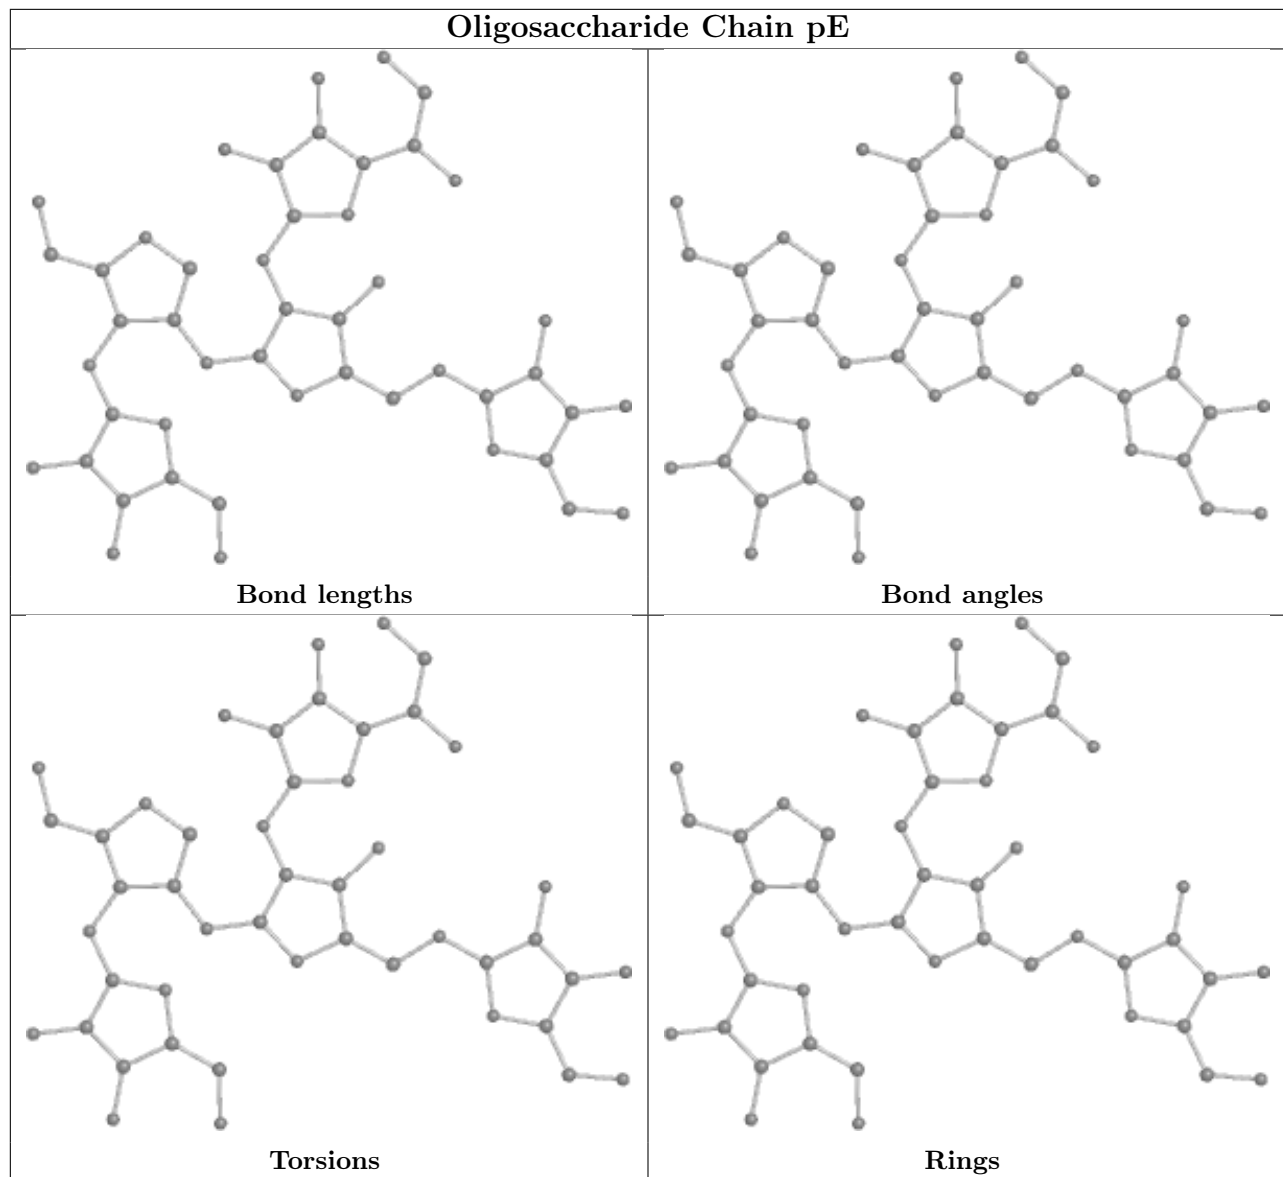 Oligosaccharide Chain pE
Bond lengths
Bond angles
Torsions
Rings